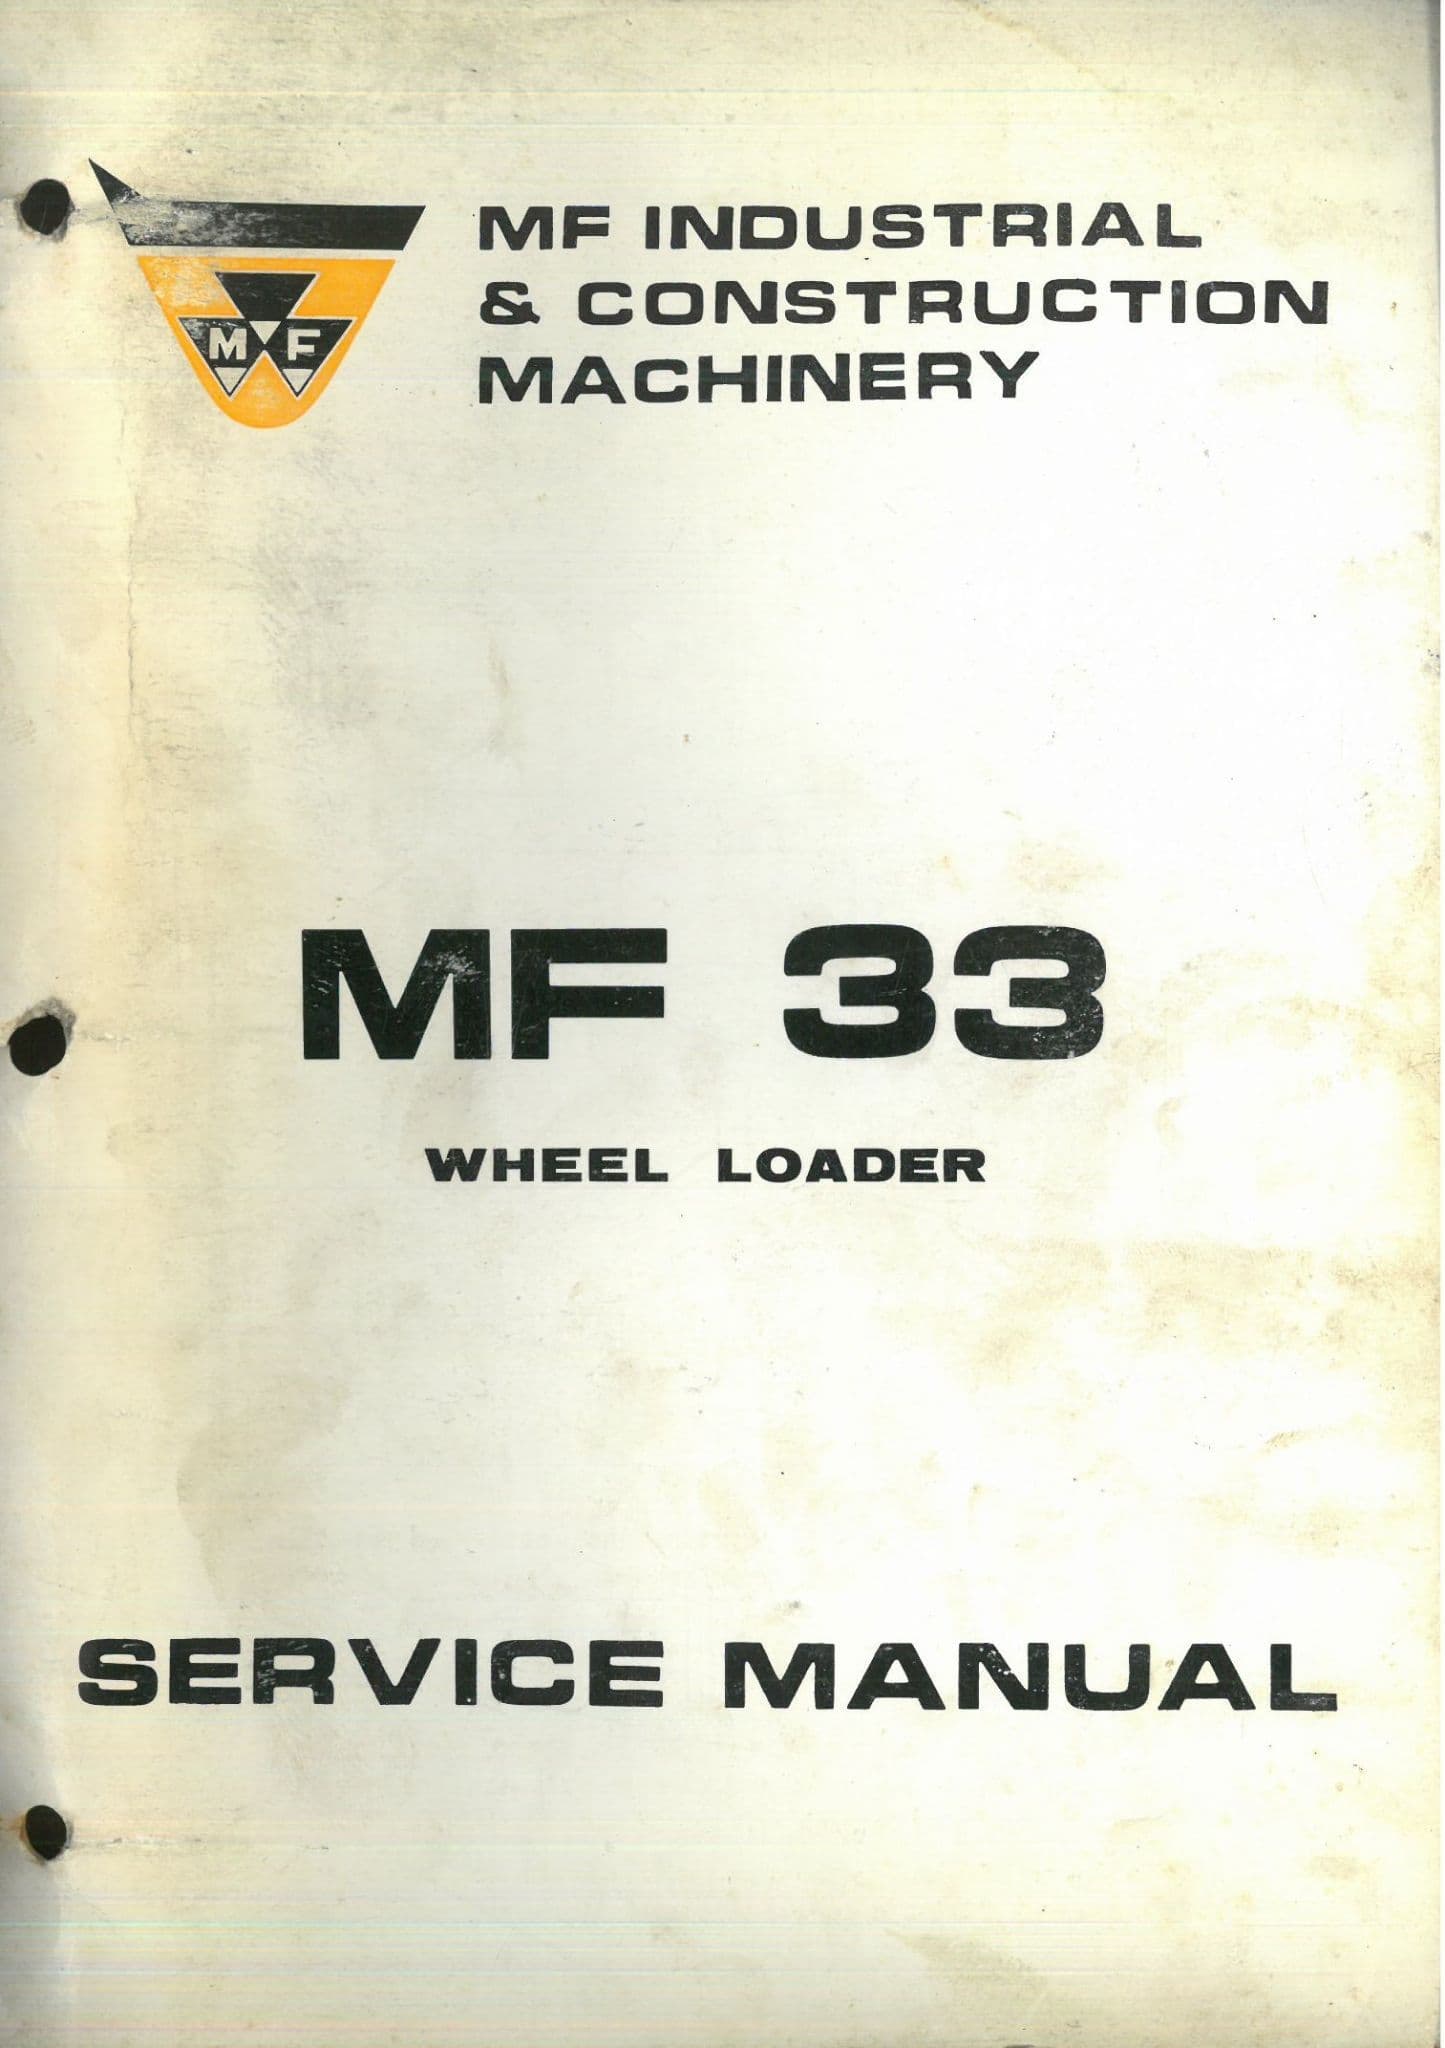 MF INDUSTRIAL
& CONSTRUCTION
MACHINERY
M F
MF 33
WHEEL LOADER
SERVICE MANUAL